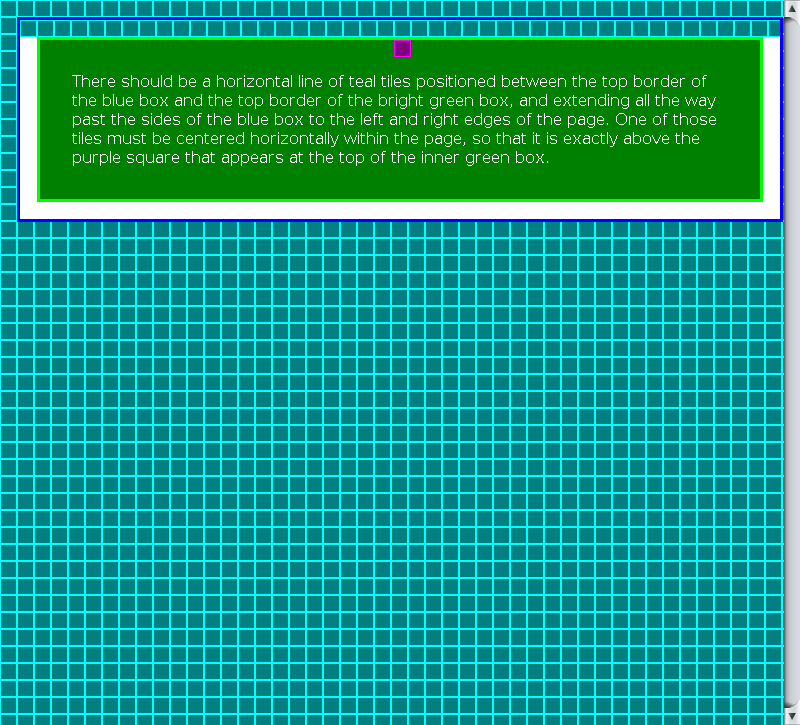 There should be a horizontal line of teal tiles positioned between the top border of
the blue box and the top border of the bright green box, and extending all the way
past the sides of the blue box to the left and right edges of the page. One of those
tiles must be centered horizontally within the page, so that it is exactly above the
purple square that appears at the top of the inner green box.